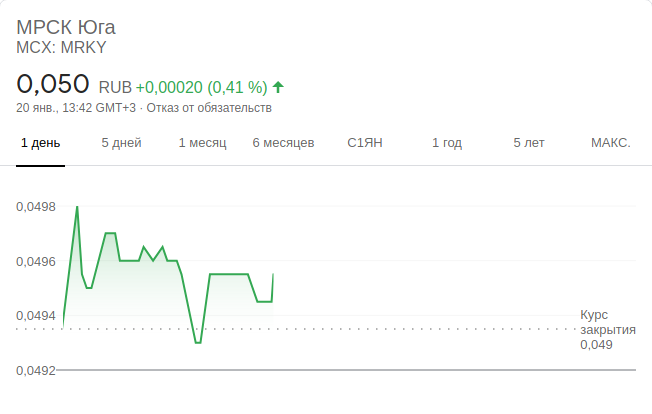 МРСК Юга
MCX: MRKY
0,050 RUB +0,00020 (0,41 %)
20 янв., 13:42 GMT+3 · Отказ от обязательств
1 день 5 дней 1 месяц 6 месяцев С1ЯН 1 год 5 лет МАКС.
0,0498
0,0496
0,0494
Курс
закрытия
0,049
0,0492